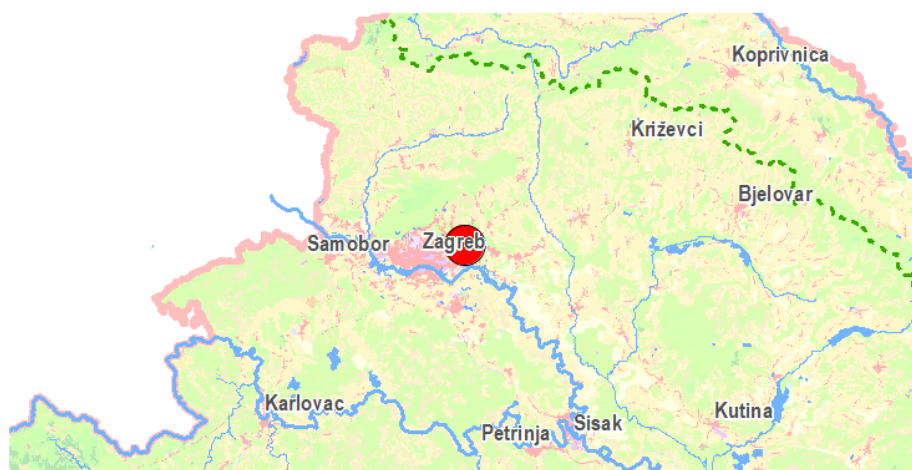 Koprivnica
Križevci
Bjelovar
Samobor
Zagreb
Karlovac
Petrinja
Sisak
Kutina